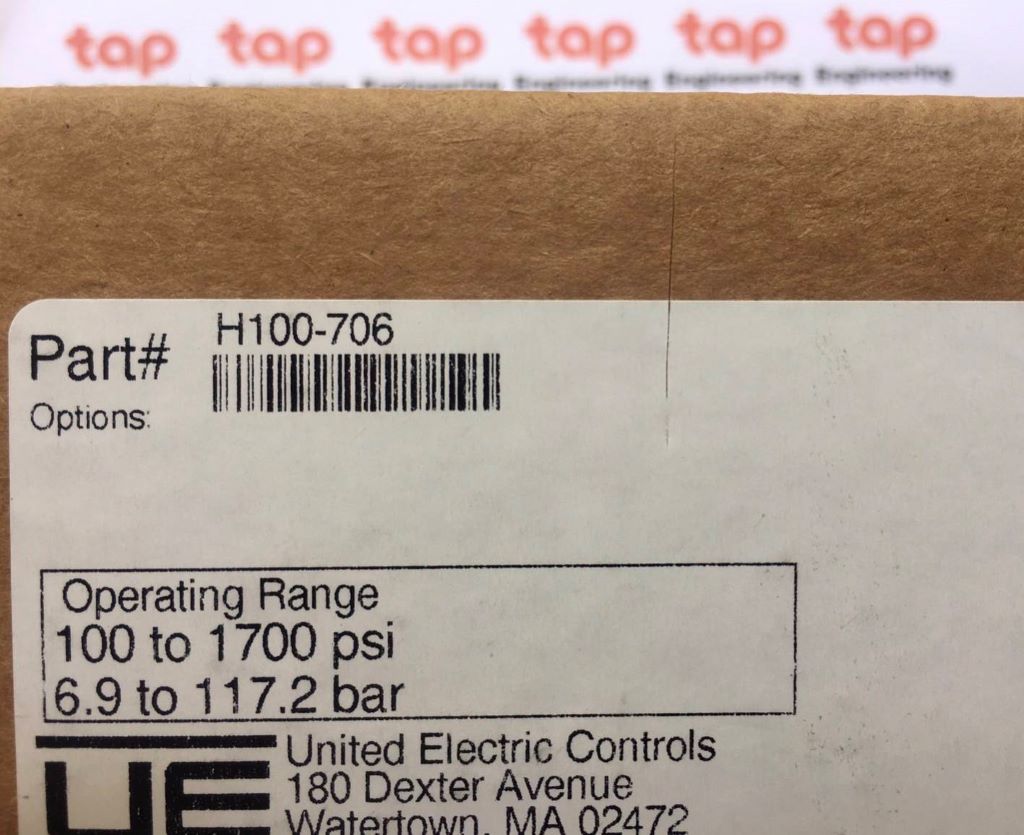 tap tap tap tap tap tap
Engineering Engineering Engineering Engineering
Part# H100-706
Options:
Operating Range
100 to 1700 psi
6.9 to 117.2 bar
UE United Electric Controls
180 Dexter Avenue
Watertown, MA 02472